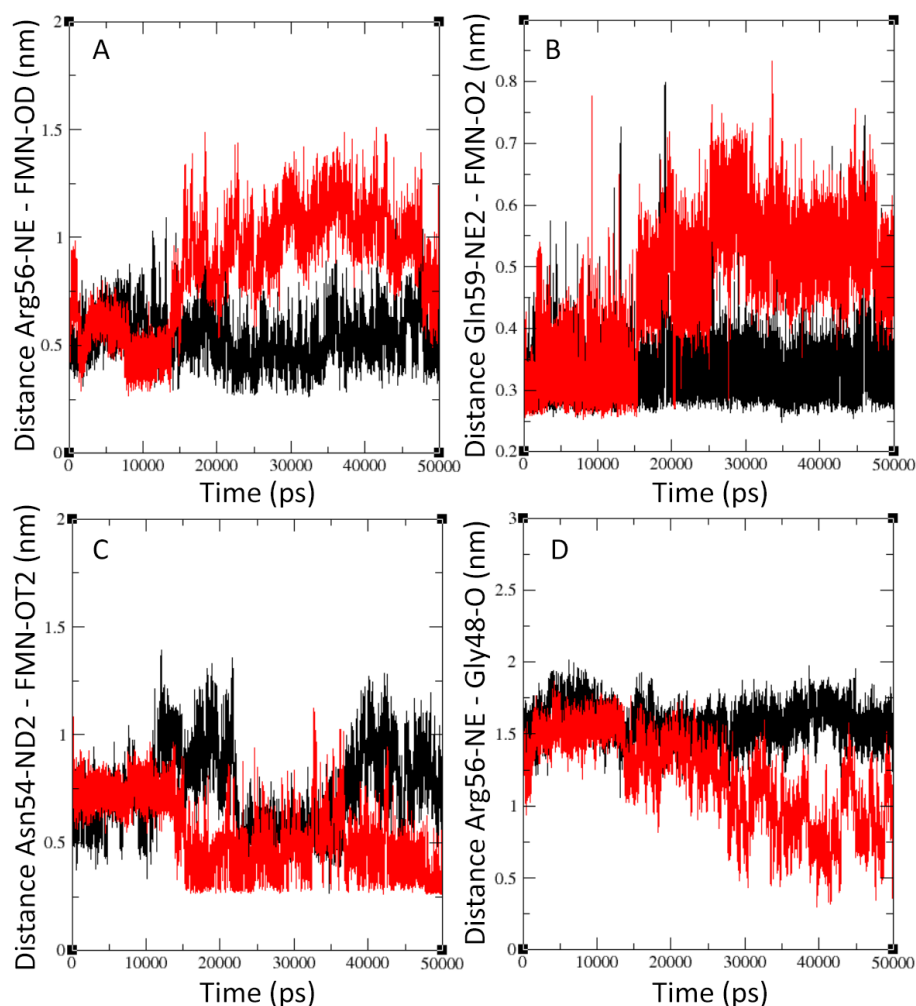 A
Distance Arg56-NE - FMN-OD (nm)
2
1.5
1
0.5
0
0 10000 20000 30000 40000 50000
Time (ps)
B
Distance Gln59-NE2 - FMN-O2 (nm)
0.9
0.8
0.7
0.6
0.5
0.4
0.3
0.2
0 10000 20000 30000 40000 50000
Time (ps)
C
Distance Asn54-ND2 - FMN-OT2 (nm)
2
1.5
1
0.5
0
0 10000 20000 30000 40000 50000
Time (ps)
D
Distance Arg56-NE - Gly48-O (nm)
3
2.5
2
1.5
1
0.5
0
0 10000 20000 30000 40000 50000
Time (ps)